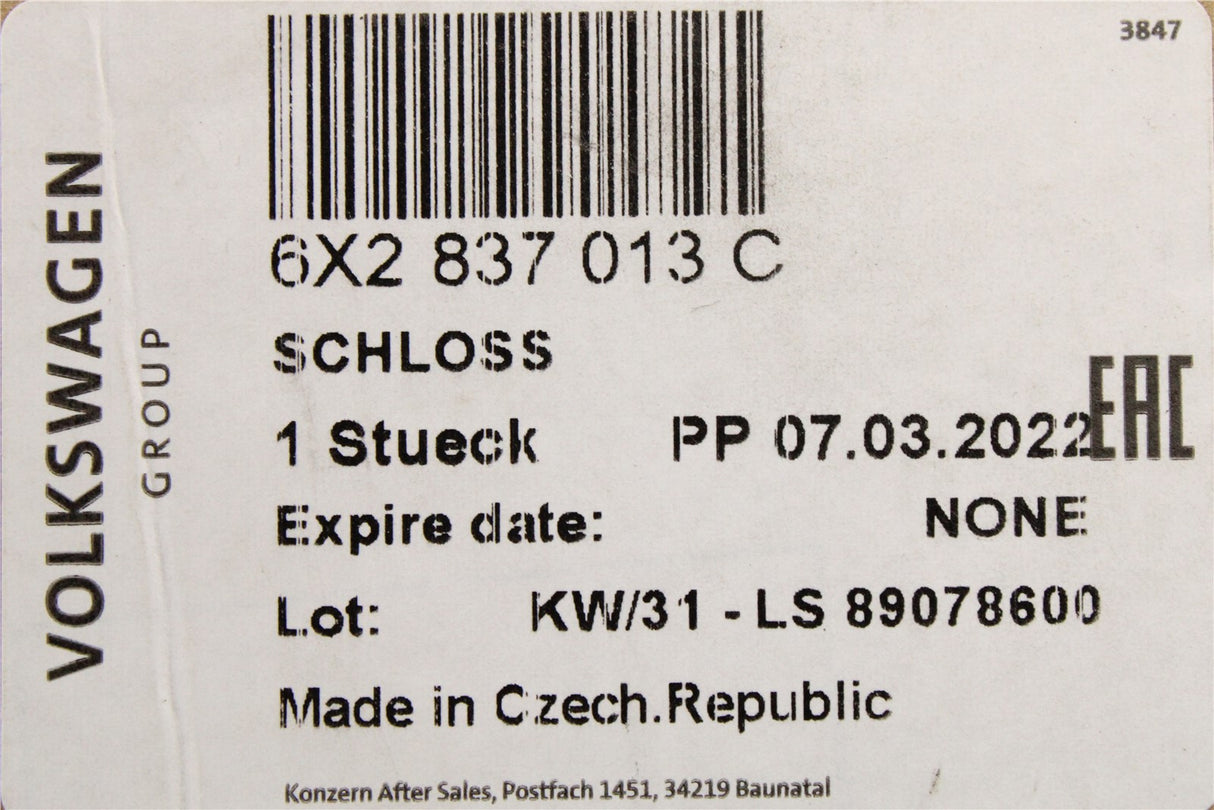 3847
VOLKSWAGEN
GROUP
6X2 837 013 C
SCHLOSS
1 Stueck PP 07.03.2022
EAC
Expire date: NONE
Lot: KW/31 - LS 89078600
Made in Czech.Republic
Konzern After Sales, Postfach 1451, 34219 Baunatal